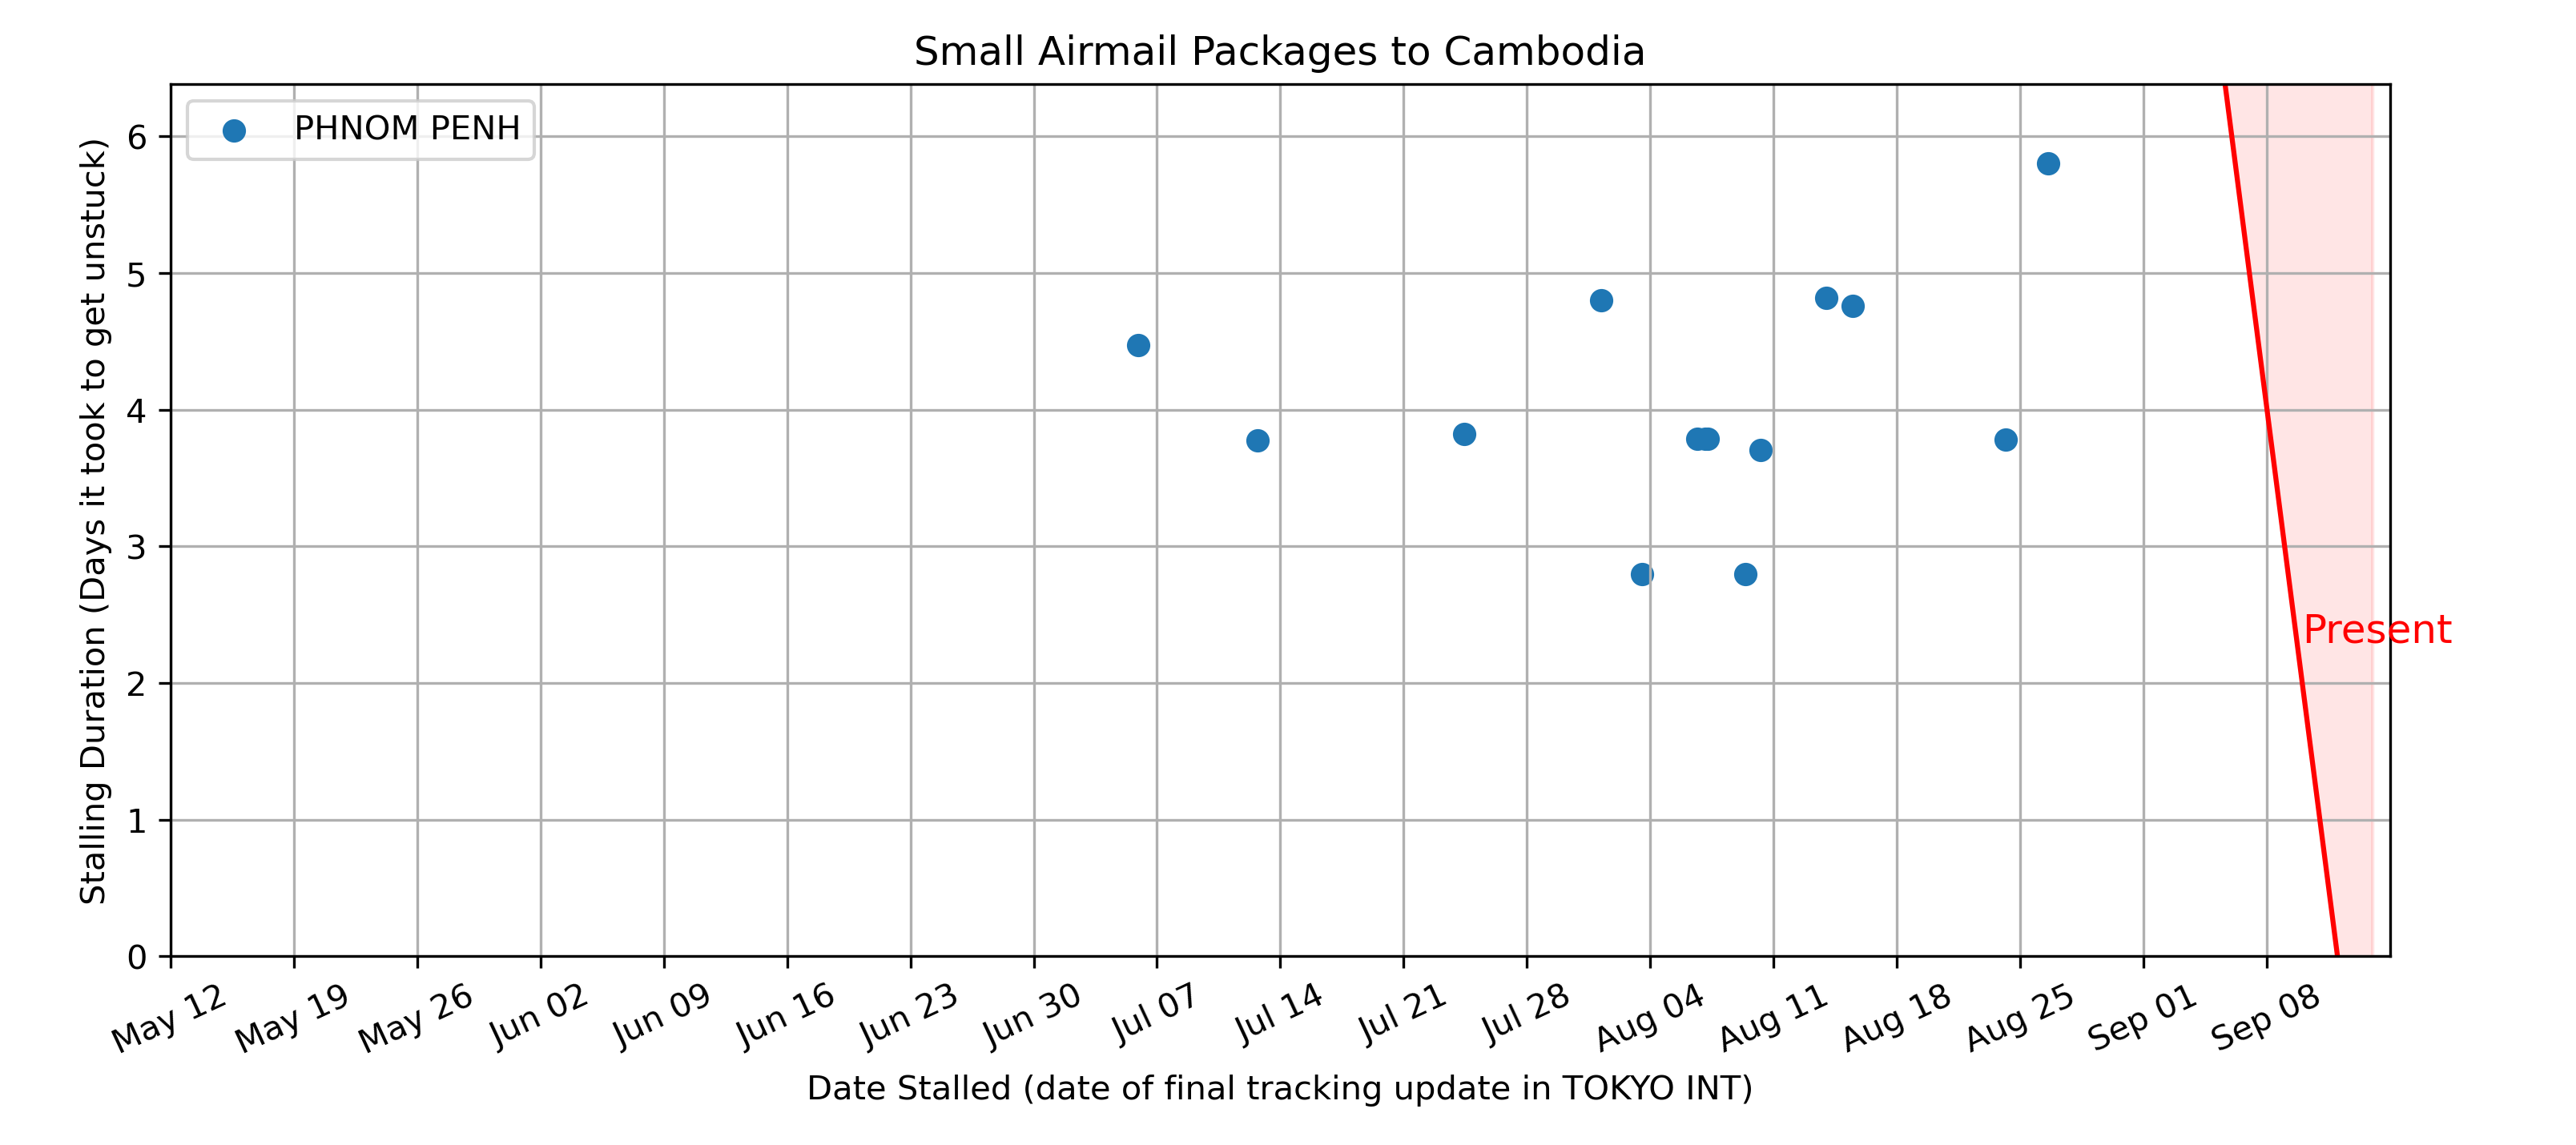 Small Airmail Packages to Cambodia
PHNOM PENH
Stalling Duration (Days it took to get unstuck)
6
5
4
3
2
1
0
Present
May 12
May 19
May 26
Jun 02
Jun 09
Jun 16
Jun 23
Jun 30
Jul 07
Jul 14
Jul 21
Jul 28
Aug 04
Aug 11
Aug 18
Aug 25
Sep 01
Sep 08
Date Stalled (date of final tracking update in TOKYO INT)